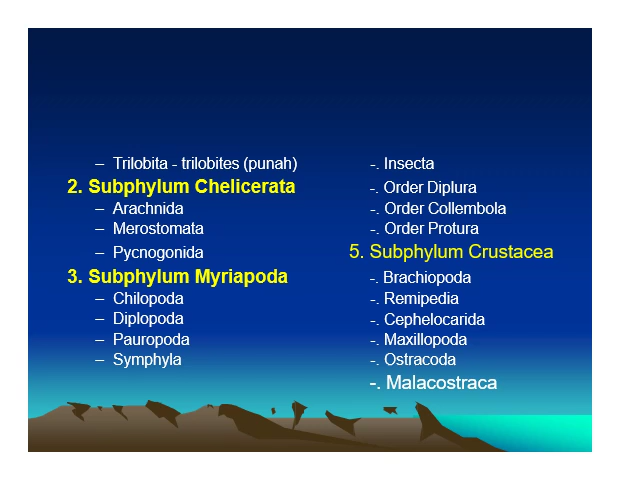 – Trilobita - trilobites (punah)
2. Subphylum Chelicerata
– Arachnida
– Merostomata
– Pycnogonida
3. Subphylum Myriapoda
– Chilopoda
– Diplopoda
– Pauropoda
– Symphyla
-. Insecta
-. Order Diplura
-. Order Collembola
-. Order Protura
5. Subphylum Crustacea
-. Brachiopoda
-. Remipedia
-. Cephelocarida
-. Maxillopoda
-. Ostracoda
-. Malacostraca